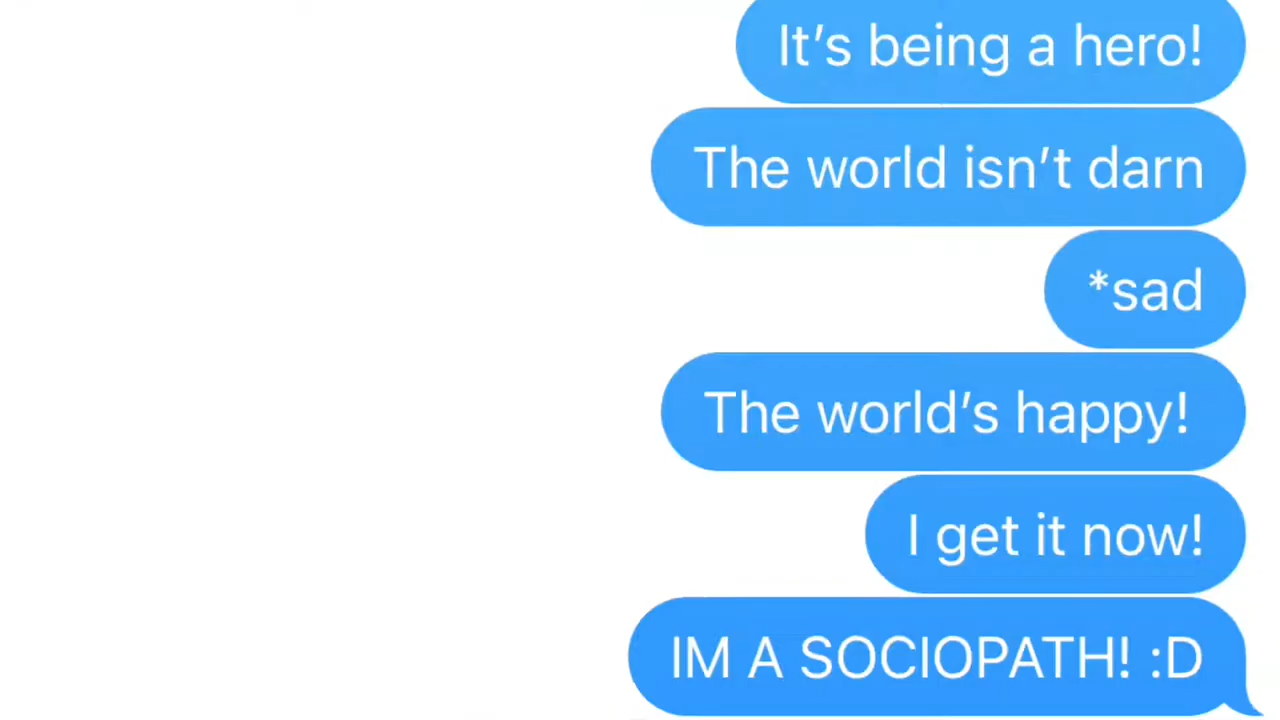 It’s being a hero!
The world isn’t darn
*sad
The world’s happy!
I get it now!
IM A SOCIOPATH! :D